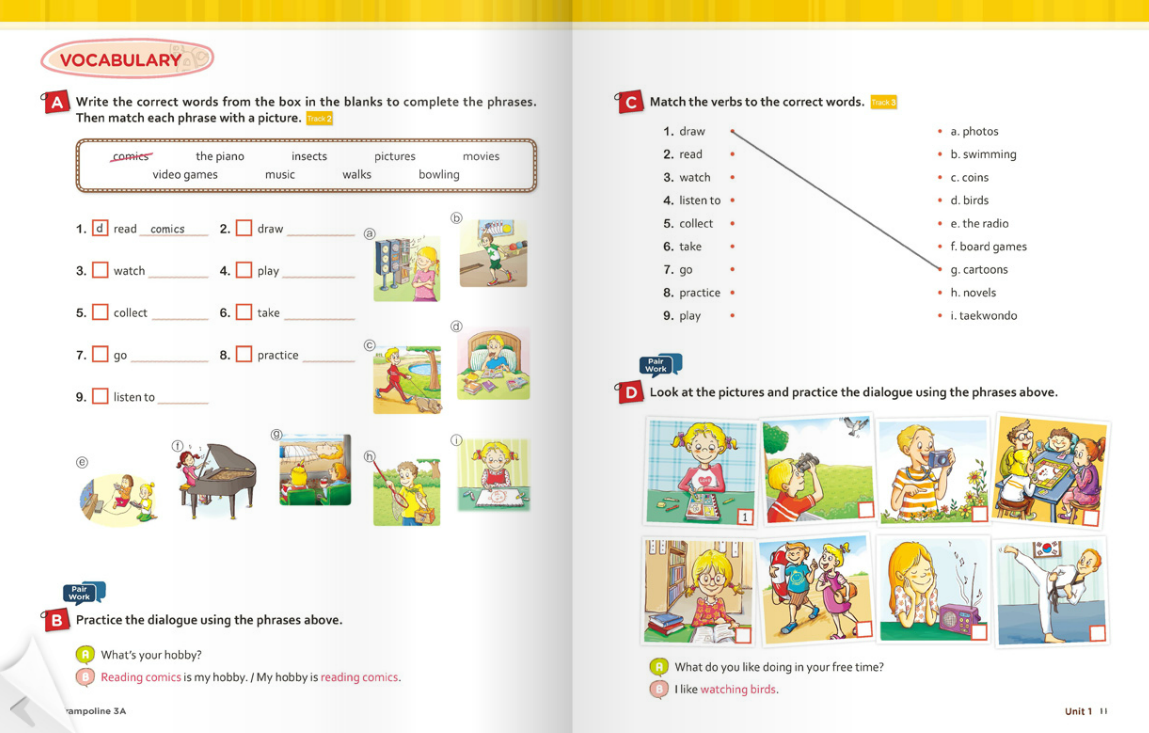 VOCABULARY
A Write the correct words from the box in the blanks to complete the phrases.
Then match each phrase with a picture. Track 2
comics the piano insects pictures movies
video games music walks bowling
1. d read comics 2. draw
3. watch 4. play
5. collect 6. take
7. go 8. practice
9. listen to
a
b
c
d
e
f
g
h
i
Pair
Work
B Practice the dialogue using the phrases above.
A What's your hobby?
B Reading comics is my hobby. / My hobby is reading comics.
rampoline 3A
C Match the verbs to the correct words. Track 3
1. draw a. photos
2. read b. swimming
3. watch c. coins
4. listen to d. birds
5. collect e. the radio
6. take f. board games
7. go g. cartoons
8. practice h. novels
9. play i. taekwondo
Pair
Work
D Look at the pictures and practice the dialogue using the phrases above.
1
A What do you like doing in your free time?
B I like watching birds.
Unit 1 11